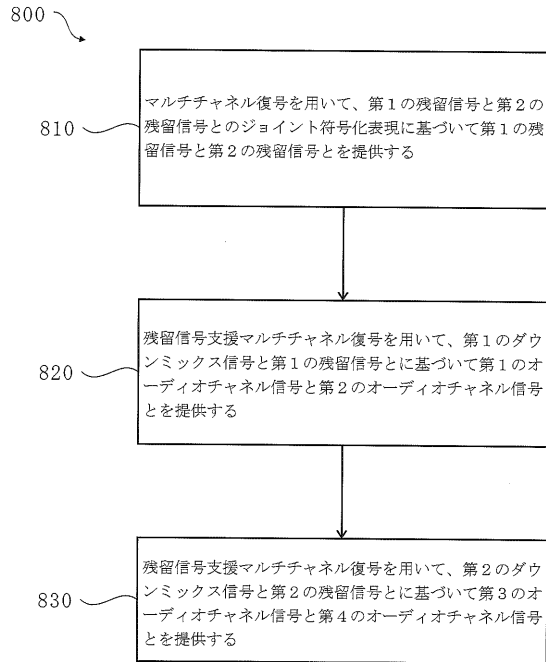 800
810
マルチチャネル復号を用いて、第1の残留信号と第2の
残留信号とのジョイント符号化表現に基づいて第1の残
留信号と第2の残留信号とを提供する
820
残留信号支援マルチチャネル復号を用いて、第1のダウ
ンミックス信号と第1の残留信号とに基づいて第1のオ
ーディオチャネル信号と第2のオーディオチャネル信号
とを提供する
830
残留信号支援マルチチャネル復号を用いて、第2のダウ
ンミックス信号と第2の残留信号とに基づいて第3のオ
ーディオチャネル信号と第4のオーディオチャネル信号
とを提供する